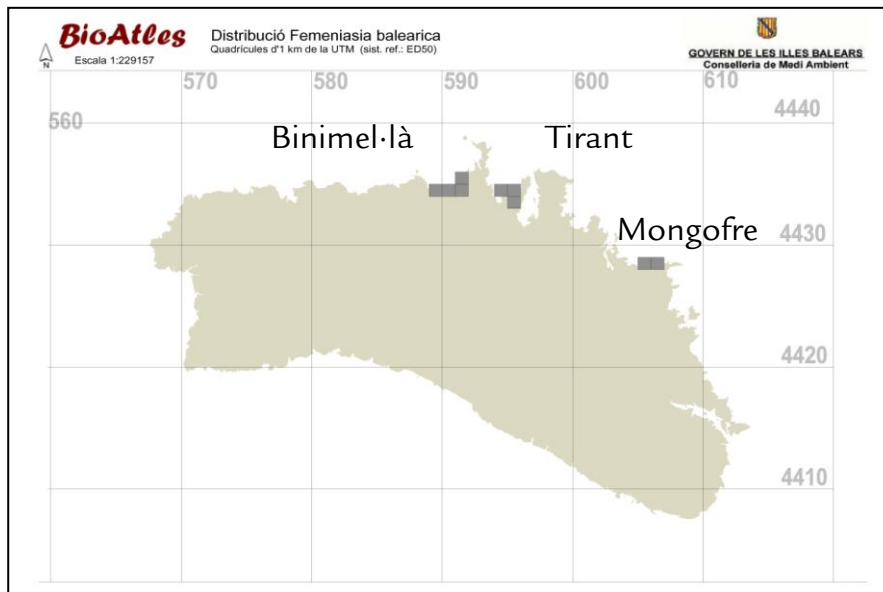 BioAtles
Escala 1:229157
N
Distribució Femeniasia balearica
Quadrícules d'1 km de la UTM (sist. ref.: ED50)
GOVERN DE LES ILLES BALEARS
Conselleria de Medi Ambient
570
580
590
600
610
560
4440
Binimel·là
Tirant
Mongofre
4430
4420
4410